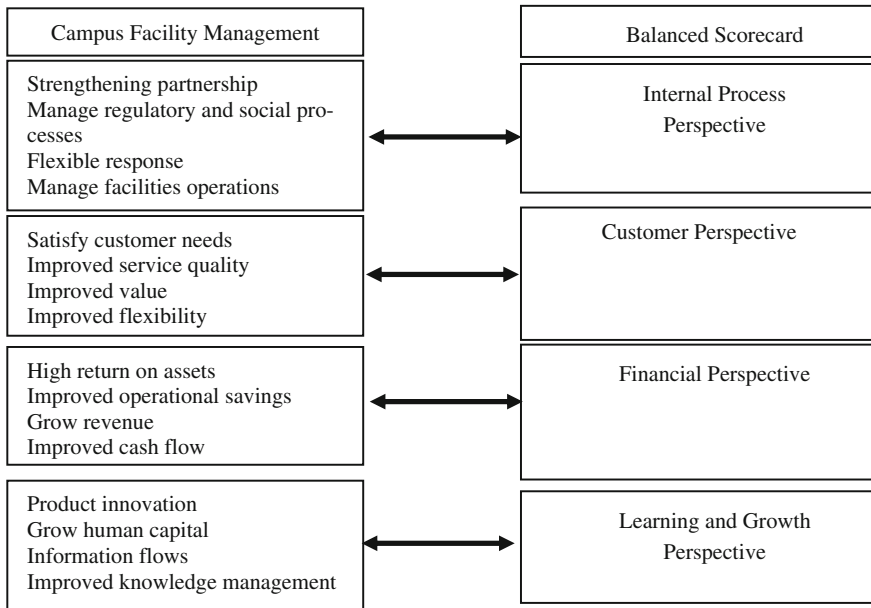 Campus Facility Management
Balanced Scorecard
Strengthening partnership
Manage regulatory and social pro-
cesses
Flexible response
Manage facilities operations
Internal Process
Perspective
Satisfy customer needs
Improved service quality
Improved value
Improved flexibility
Customer Perspective
High return on assets
Improved operational savings
Grow revenue
Improved cash flow
Financial Perspective
Product innovation
Grow human capital
Information flows
Improved knowledge management
Learning and Growth
Perspective